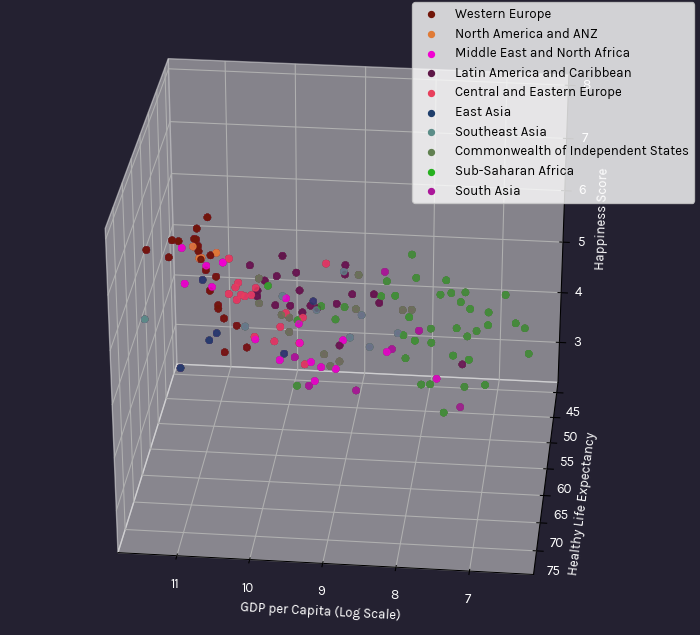 Western Europe
North America and ANZ
Middle East and North Africa
Latin America and Caribbean
Central and Eastern Europe
East Asia
Southeast Asia
Commonwealth of Independent States
Sub-Saharan Africa
South Asia
8
7
6
5
4
3
Happiness Score
45
50
55
60
65
70
75
Healthy Life Expectancy
11
10
9
8
7
GDP per Capita (Log Scale)